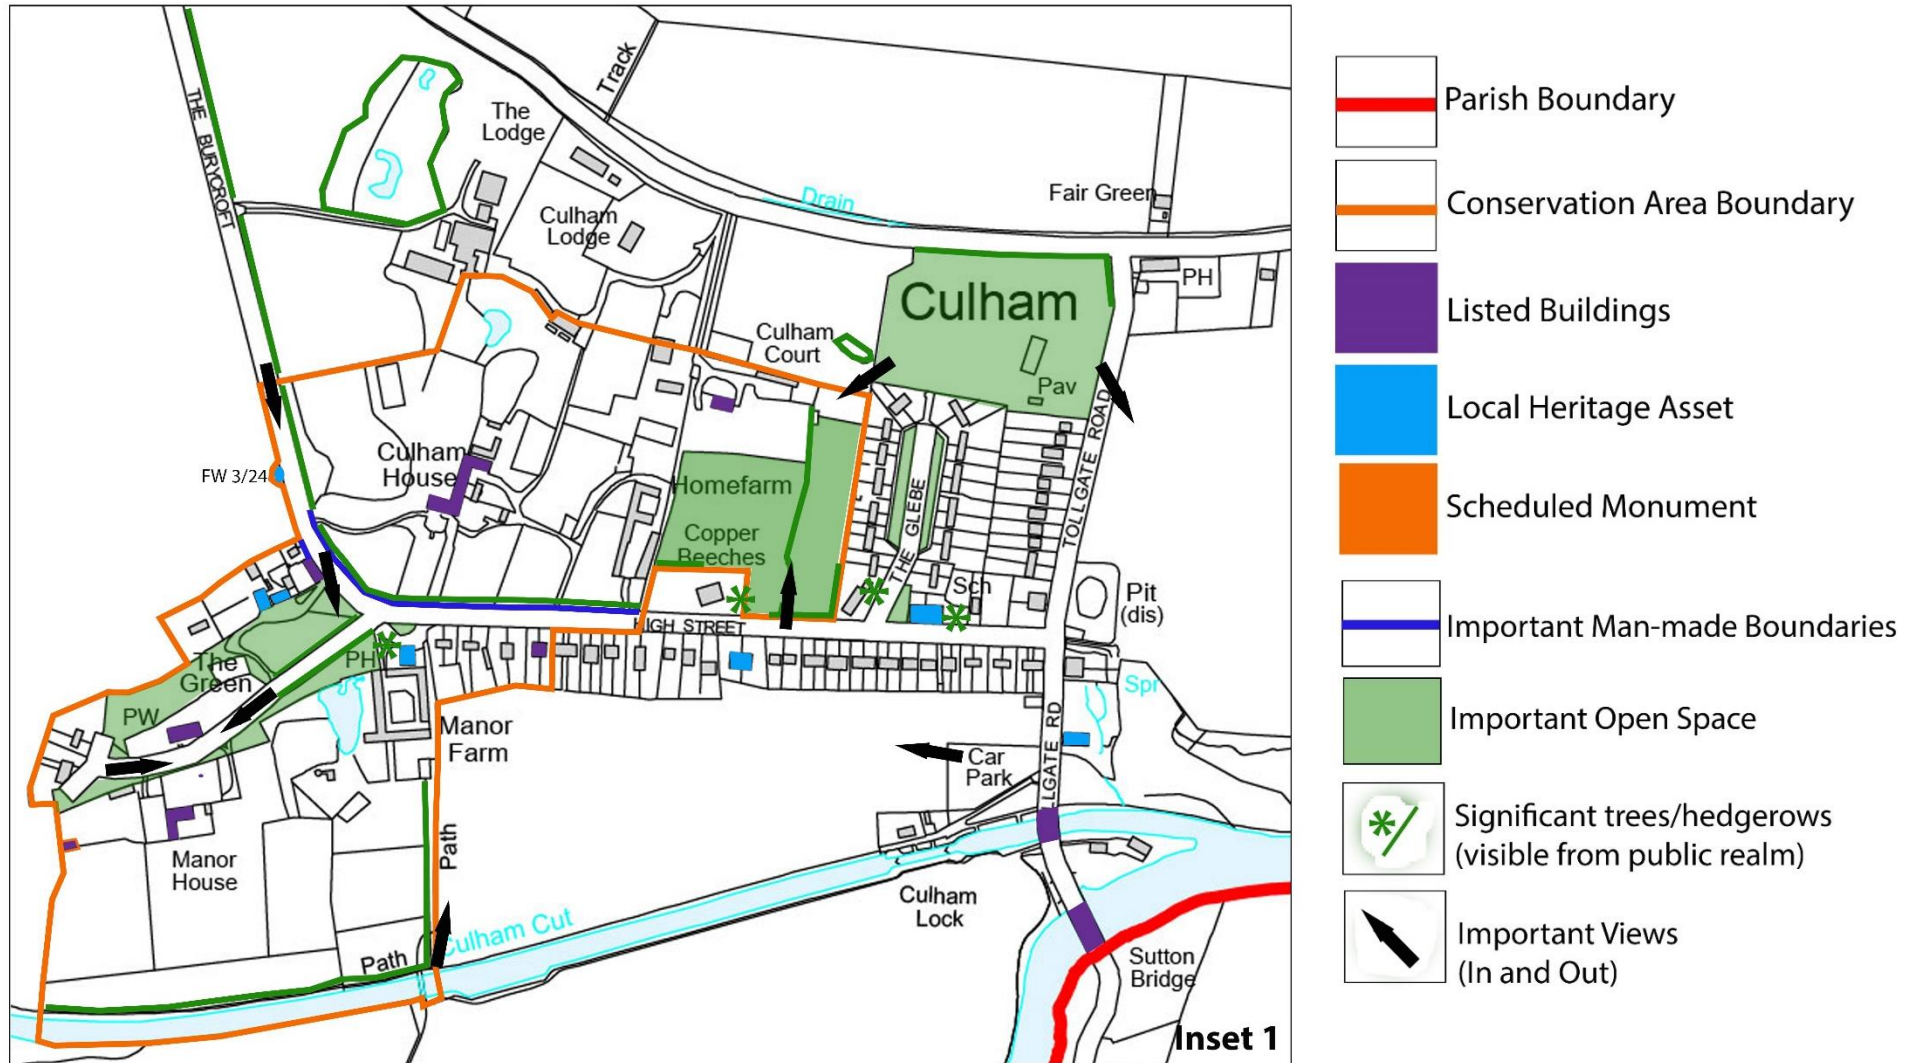 THE BURYCROFT
Track
The
Lodge
Culham
Lodge
Drain
Fair Green
PH
Culham
Culham
Court
Pav
TOLLGATE ROAD
FW 3/24
Culham
House
Homefarm
Copper
Beeches
THE GLEBE
Sch
Pit
(dis)
HIGH STREET
The
Green
PH
PW
Manor
Farm
Spr
LLGATE RD
Car
Park
Manor
House
Path
Culham
Lock
Culham Cut
Path
Sutton
Bridge
Inset 1
Parish Boundary
Conservation Area Boundary
Listed Buildings
Local Heritage Asset
Scheduled Monument
Important Man-made Boundaries
Important Open Space
Significant trees/hedgerows
(visible from public realm)
Important Views
(In and Out)